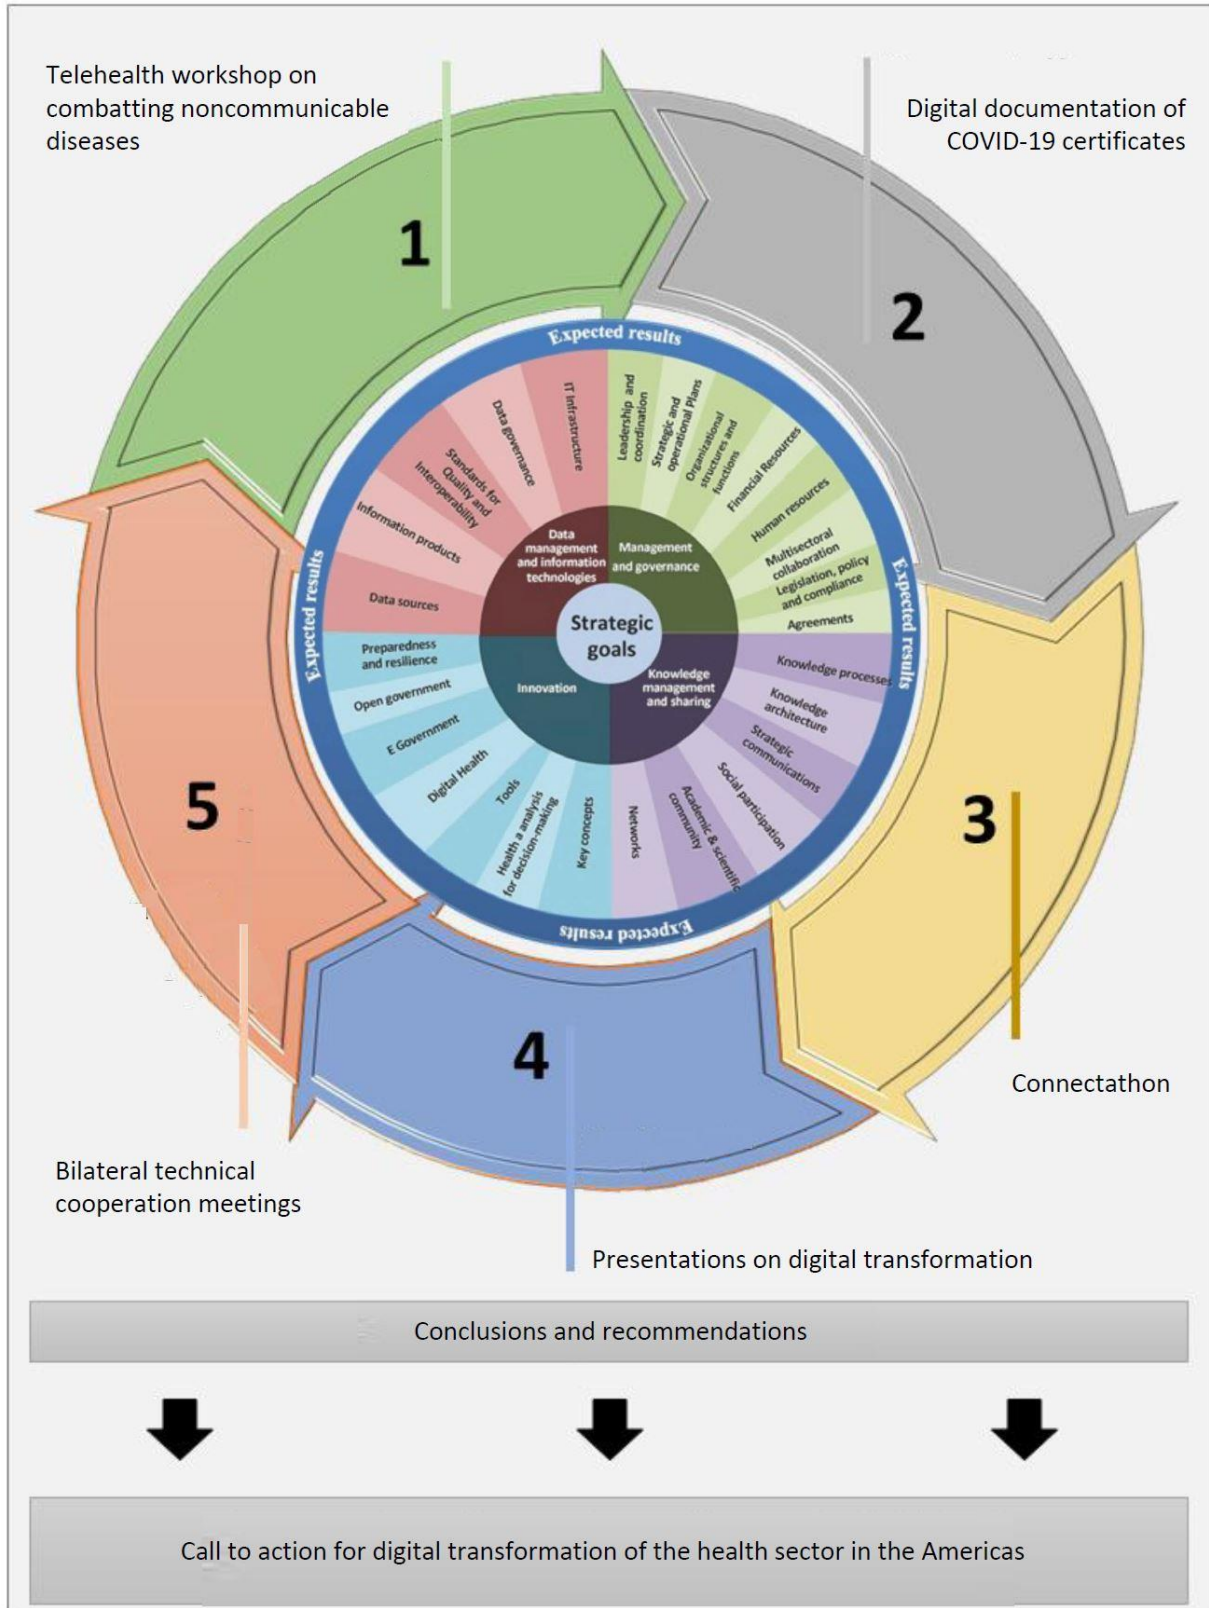 Telehealth workshop on
combatting noncommunicable
diseases
Digital documentation of
COVID-19 certificates
1
2
3
4
5
Expected results
Expected results
Expected results
Expected results
Strategic
goals
Data
management
and information
technologies
Management
and governance
Knowledge
management
and sharing
Innovation
Leadership and
coordination
Strategic and
operational Plans
Organizational
structures and
functions
Financial Resources
Human resources
Multisectoral
collaboration
Legislation, policy
and compliance
Agreements
Knowledge processes
Knowledge
architecture
Strategic
communications
Social participation
Academic & scientific
community
Networks
Key concepts
Health a analysis
for decision-making
Tools
Digital Health
E Government
Open government
Preparedness
and resilience
Data sources
Information products
Standards for
Quality and
Interoperability
Data governance
IT Infrastructure
Connectathon
Bilateral technical
cooperation meetings
Presentations on digital transformation
Conclusions and recommendations
Call to action for digital transformation of the health sector in the Americas